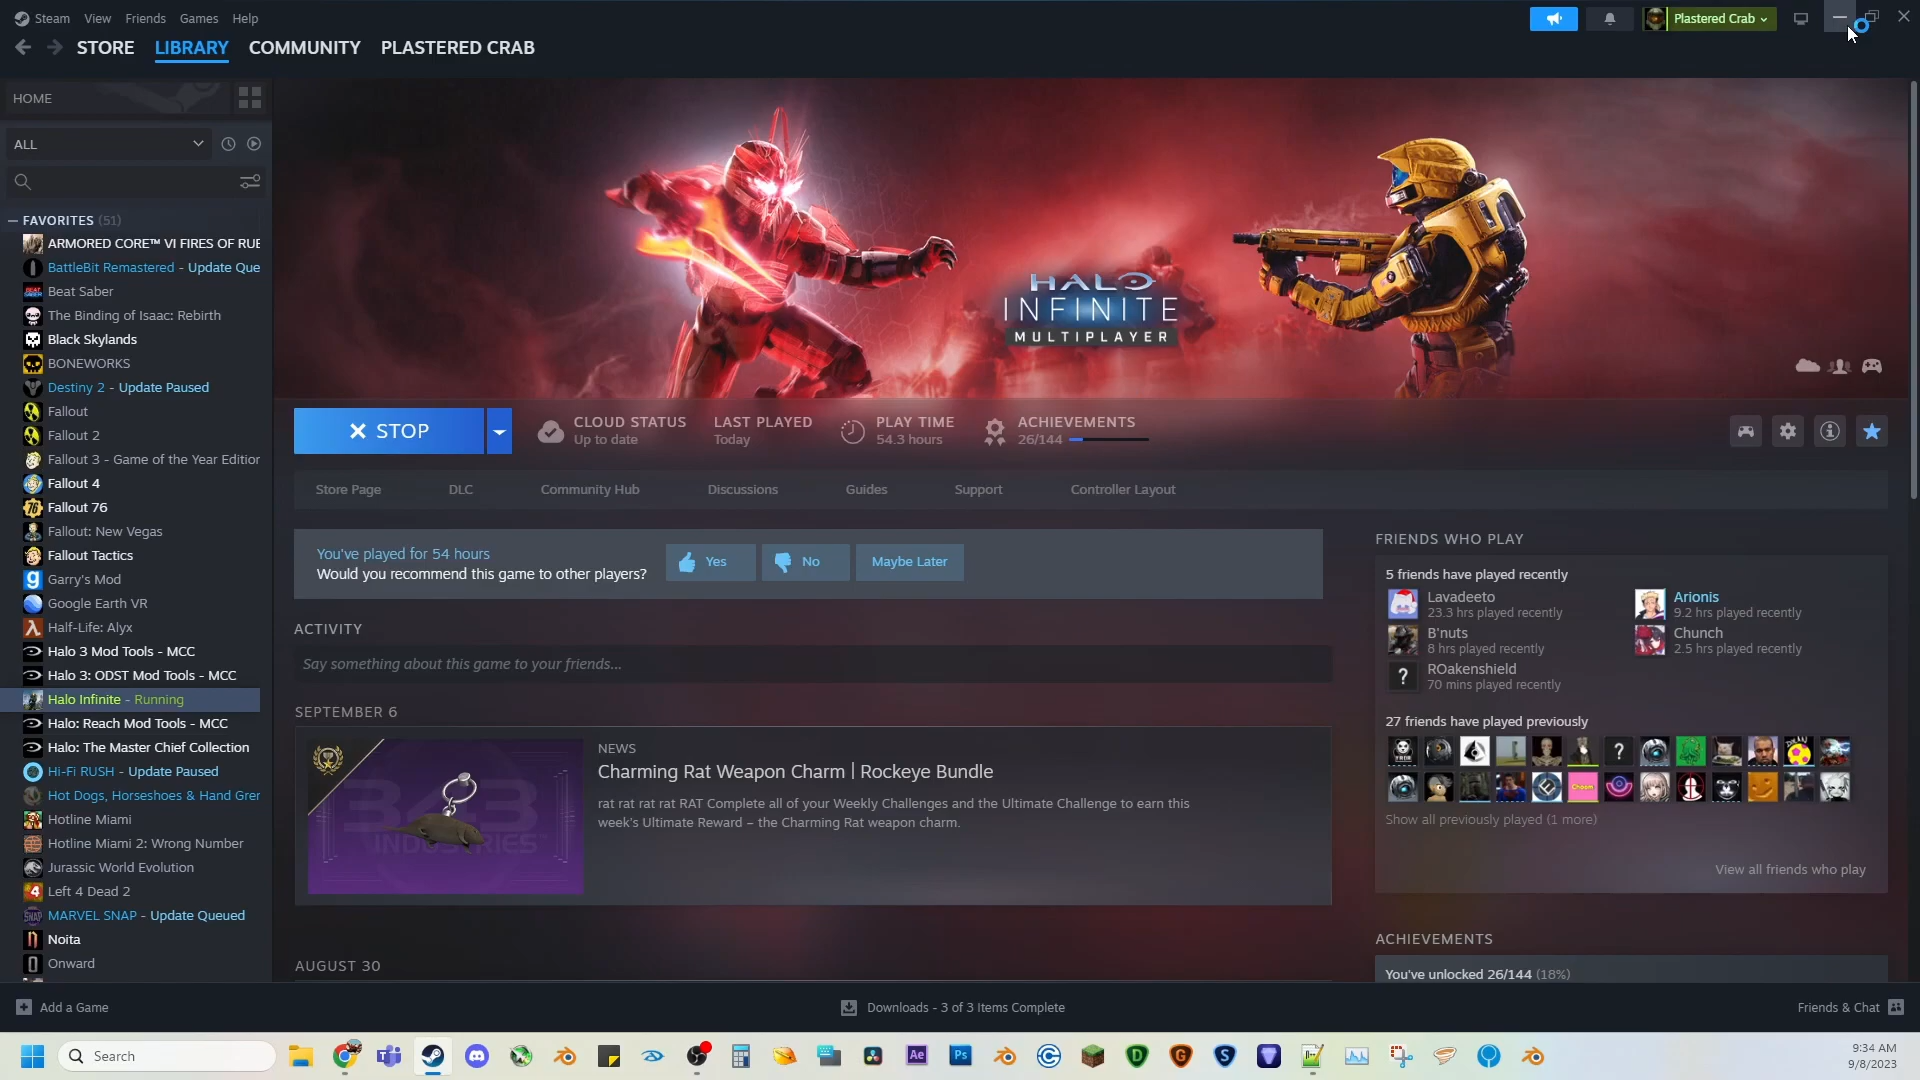 Steam View Friends Games Help
Plastered Crab
STORE LIBRARY COMMUNITY PLASTERED CRAB
HOME
ALL
FAVORITES (51)
ARMORED CORE™ VI FIRES OF RUB
BattleBit Remastered - Update Que
Beat Saber
The Binding of Isaac: Rebirth
Black Skylands
BONEWORKS
Destiny 2 - Update Paused
Fallout
Fallout 2
Fallout 3 - Game of the Year Edition
Fallout 4
Fallout 76
Fallout: New Vegas
Fallout Tactics
Garry's Mod
Google Earth VR
Half-Life: Alyx
Halo 3 Mod Tools - MCC
Halo 3: ODST Mod Tools - MCC
Halo Infinite - Running
Halo: Reach Mod Tools - MCC
Halo: The Master Chief Collection
Hi-Fi RUSH - Update Paused
Hot Dogs, Horseshoes & Hand Gren
Hotline Miami
Hotline Miami 2: Wrong Number
Jurassic World Evolution
Left 4 Dead 2
MARVEL SNAP - Update Queued
Noita
Onward
HALO
INFINITE
MULTIPLAYER
STOP
CLOUD STATUS
Up to date
LAST PLAYED
Today
PLAY TIME
54.3 hours
ACHIEVEMENTS
26/144
Store Page DLC Community Hub Discussions Guides Support Controller Layout
You've played for 54 hours
Would you recommend this game to other players?
Yes No Maybe Later
ACTIVITY
Say something about this game to your friends...
SEPTEMBER 6
343
INDUSTRIES
NEWS
Charming Rat Weapon Charm | Rockeye Bundle
rat rat rat rat RAT Complete all of your Weekly Challenges and the Ultimate Challenge to earn this
week's Ultimate Reward – the Charming Rat weapon charm.
AUGUST 30
FRIENDS WHO PLAY
5 friends have played recently
Lavadeeto
23.3 hrs played recently
Arionis
9.2 hrs played recently
B'nuts
8 hrs played recently
Chunch
2.5 hrs played recently
ROakenshield
70 mins played recently
27 friends have played previously
Show all previously played (1 more)
View all friends who play
ACHIEVEMENTS
You've unlocked 26/144 (18%)
Add a Game
Downloads - 3 of 3 Items Complete
Friends & Chat
Search
Ae
Ps
9:34 AM
9/8/2023